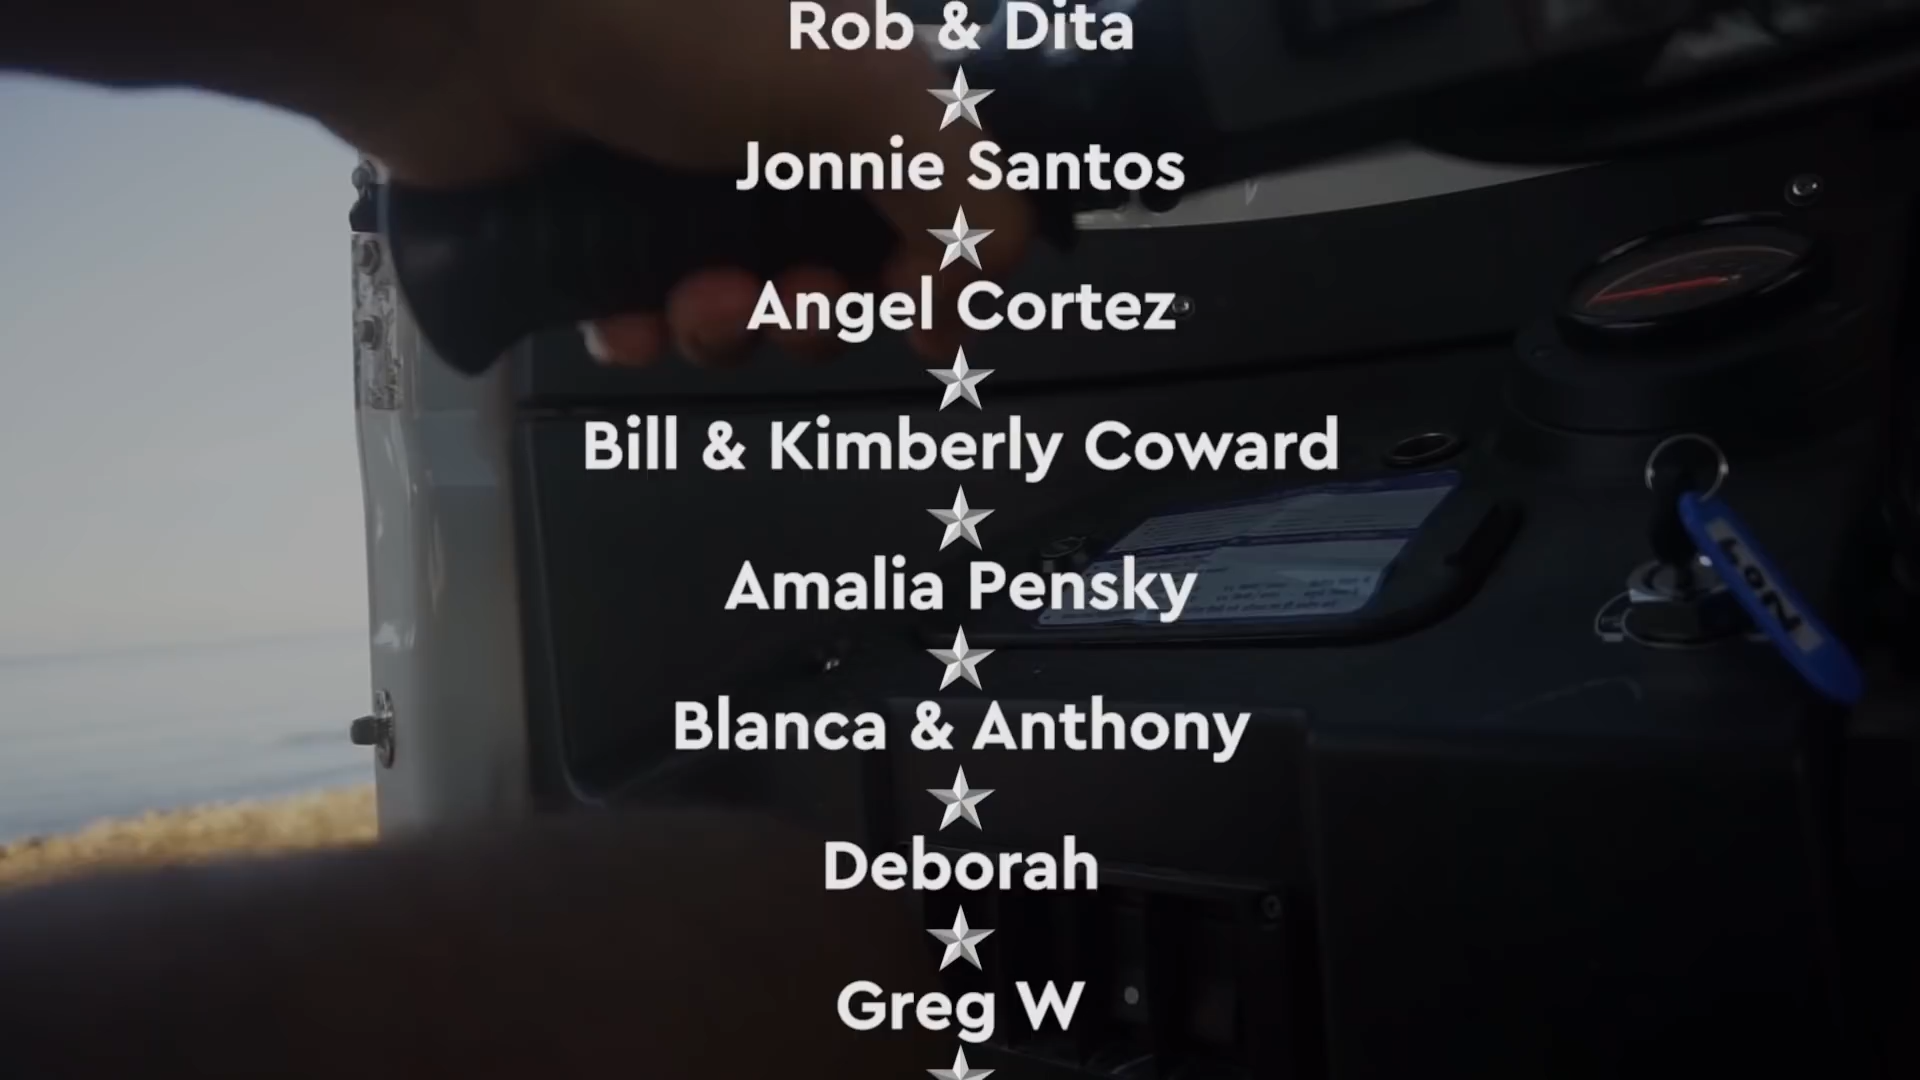 Rob & Dita
Jonnie Santos
Angel Cortez
Bill & Kimberly Coward
Amalia Pensky
Blanca & Anthony
Deborah
Greg W